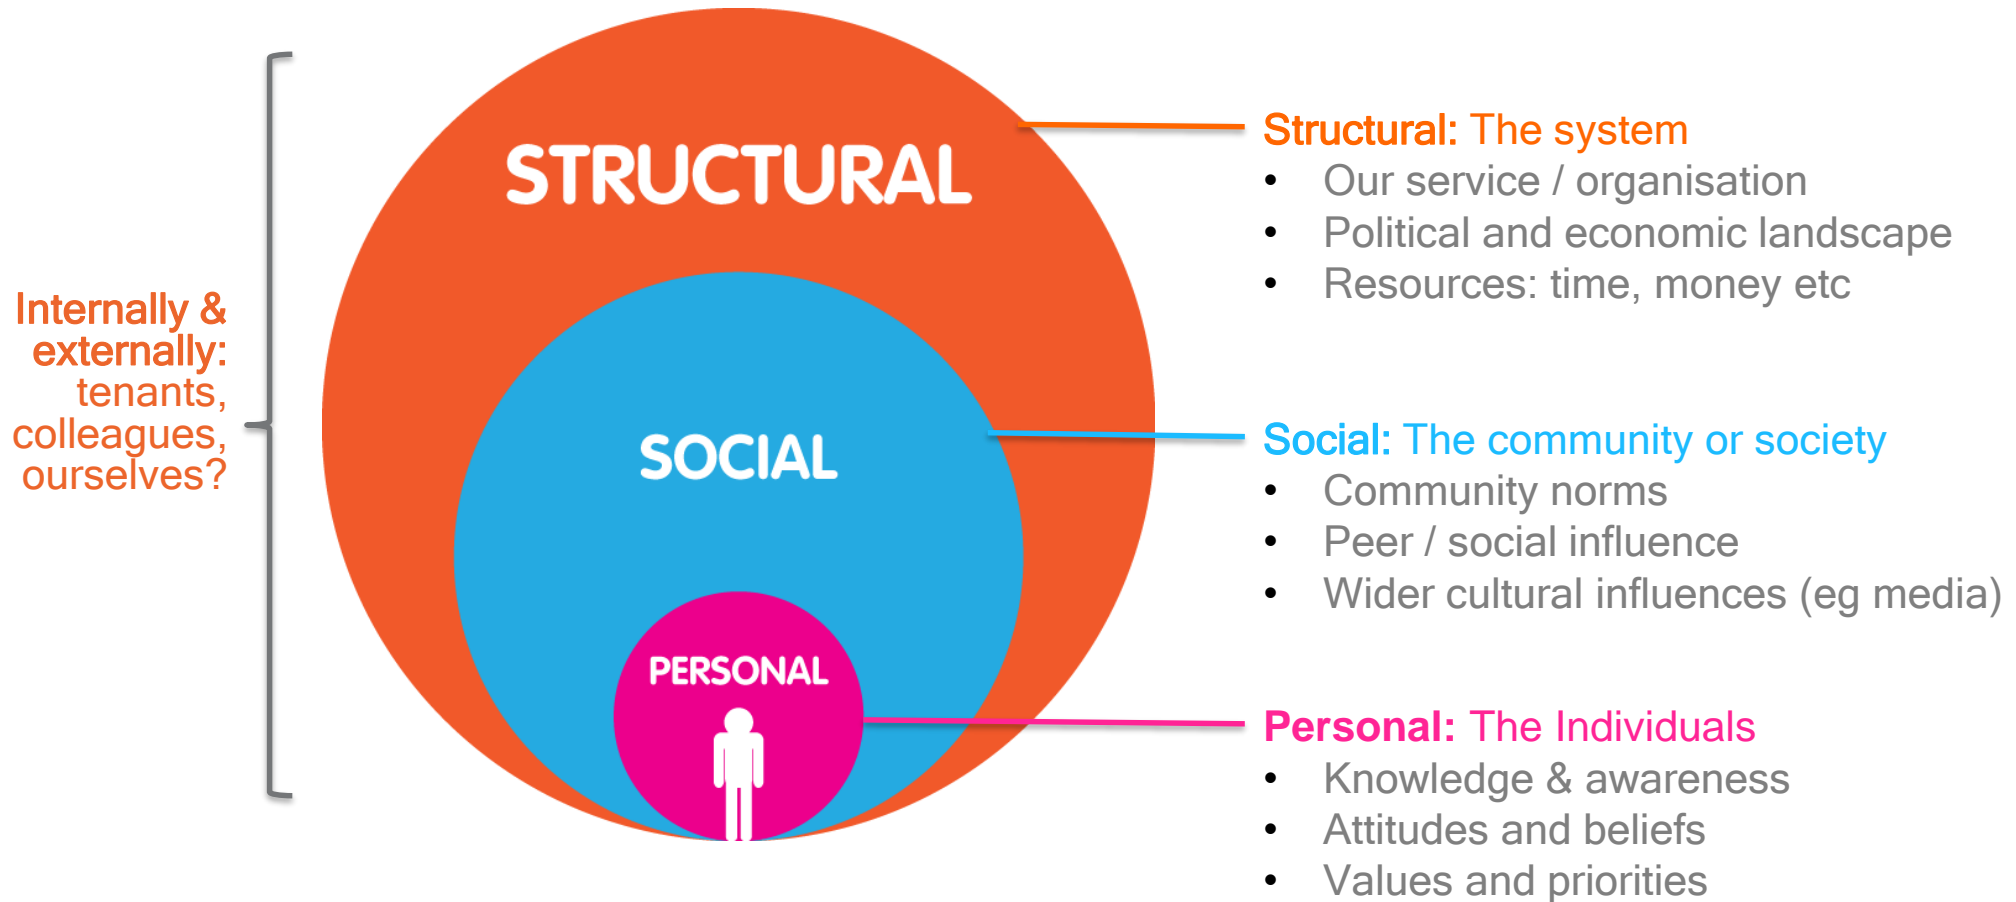 Internally &
externally:
tenants,
colleagues,
ourselves?
STRUCTURAL
SOCIAL
PERSONAL
Structural: The system
• Our service / organisation
• Political and economic landscape
• Resources: time, money etc
Social: The community or society
• Community norms
• Peer / social influence
• Wider cultural influences (eg media)
Personal: The Individuals
• Knowledge & awareness
• Attitudes and beliefs
• Values and priorities